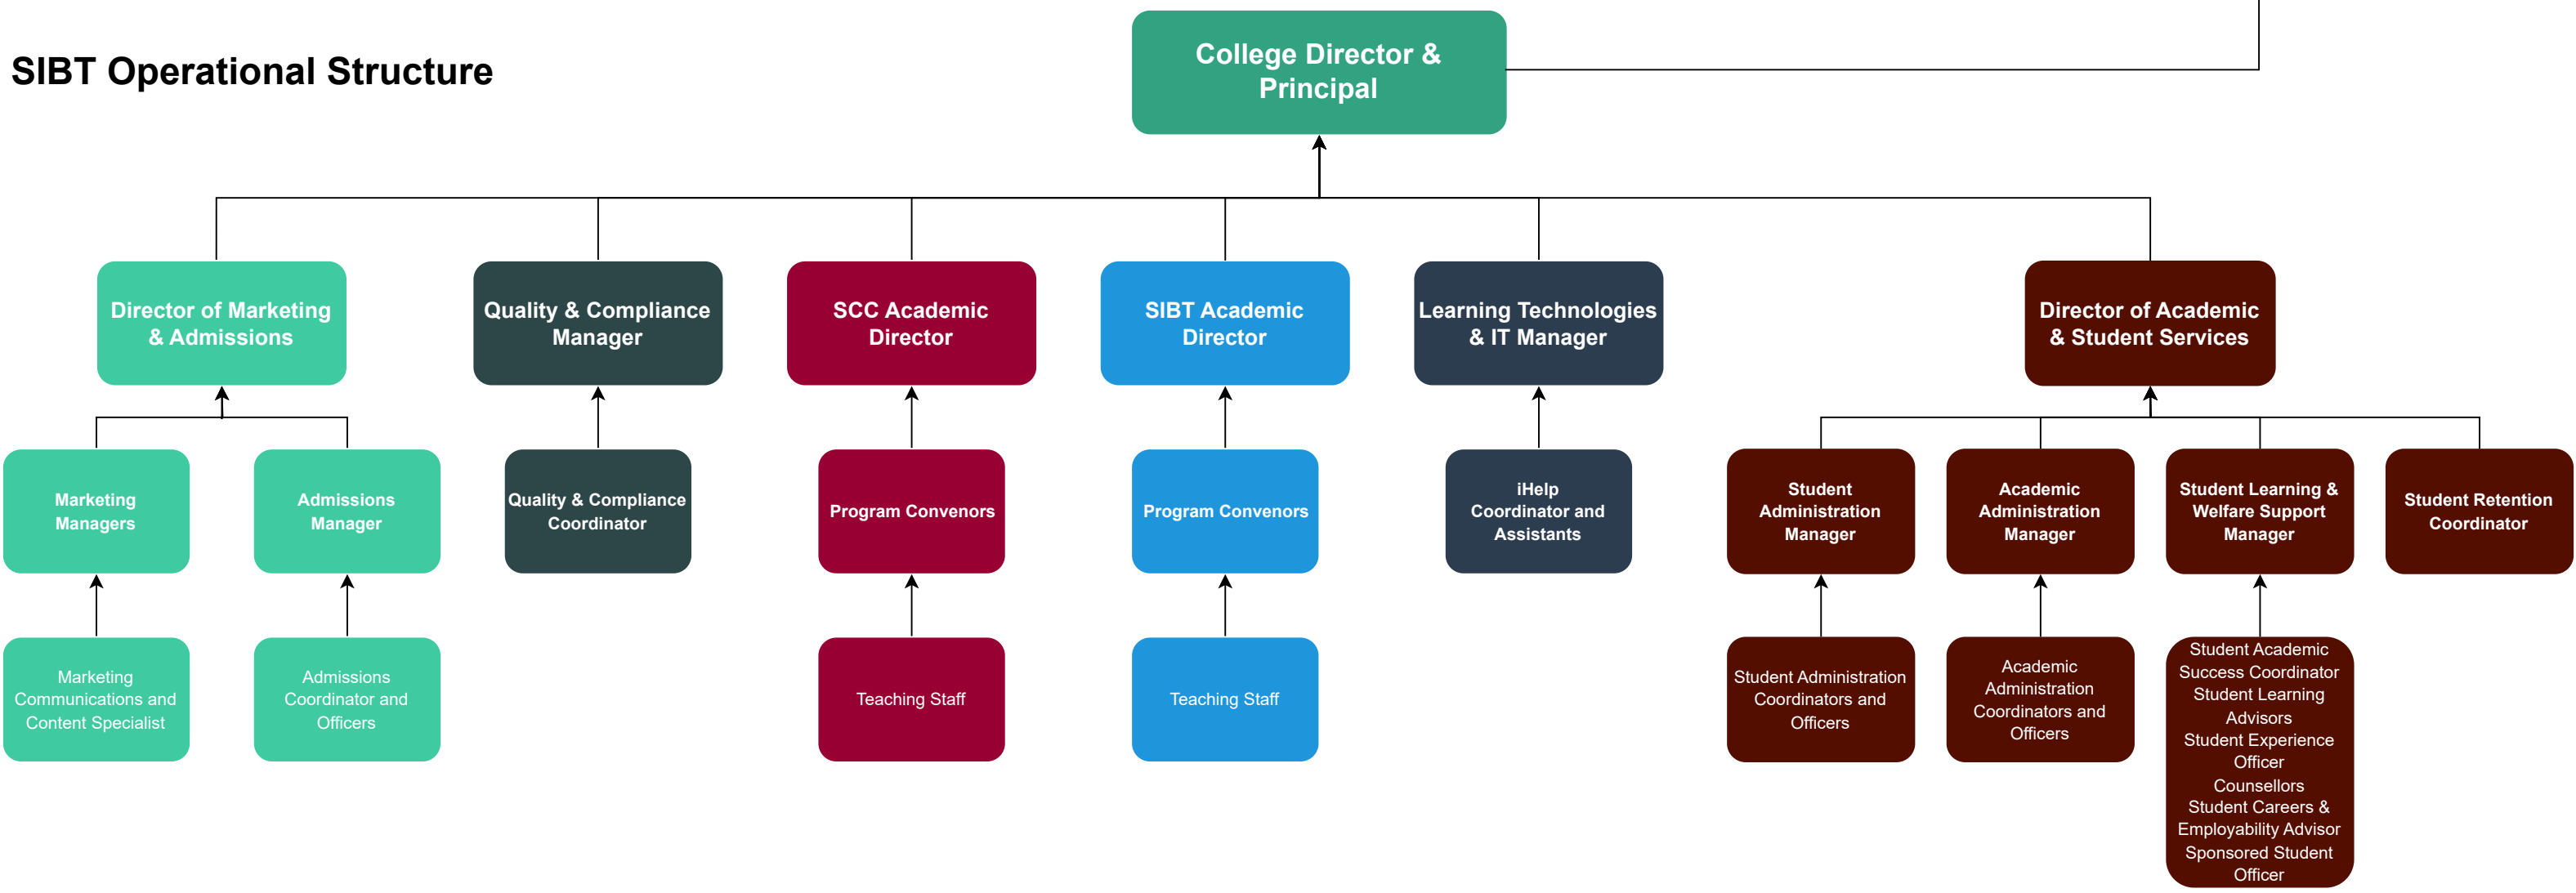 SIBT Operational Structure
College Director &
Principal
Director of Marketing
& Admissions
Quality & Compliance
Manager
SCC Academic
Director
SIBT Academic
Director
Learning Technologies
& IT Manager
Director of Academic
& Student Services
Marketing
Managers
Admissions
Manager
Quality & Compliance
Coordinator
Program Convenors
Program Convenors
iHelp
Coordinator and
Assistants
Student
Administration
Manager
Academic
Administration
Manager
Student Learning &
Welfare Support
Manager
Student Retention
Coordinator
Marketing
Communications and
Content Specialist
Admissions
Coordinator and
Officers
Teaching Staff
Teaching Staff
Student Administration
Coordinators and
Officers
Academic
Administration
Coordinators and
Officers
Student Academic
Success Coordinator
Student Learning
Advisors
Student Experience
Officer
Counsellors
Student Careers &
Employability Advisor
Sponsored Student
Officer